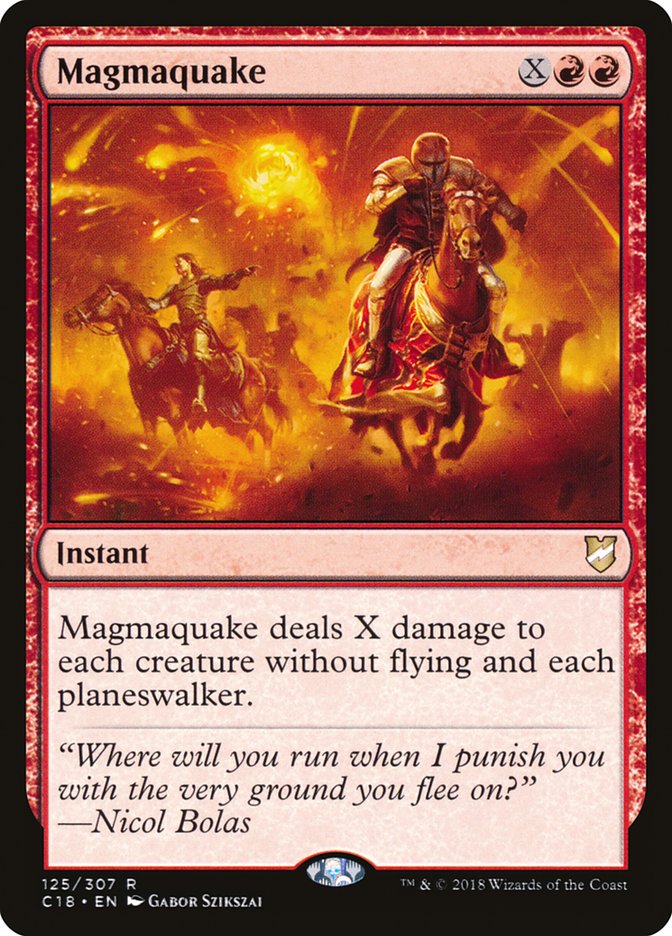 Magmaquake X
Instant
Magmaquake deals X damage to
each creature without flying and each
planeswalker.
“Where will you run when I punish you
with the very ground you flee on?”
—Nicol Bolas
125/307 R
C18 • EN Gabor Szikszai
™ & © 2018 Wizards of the Coast